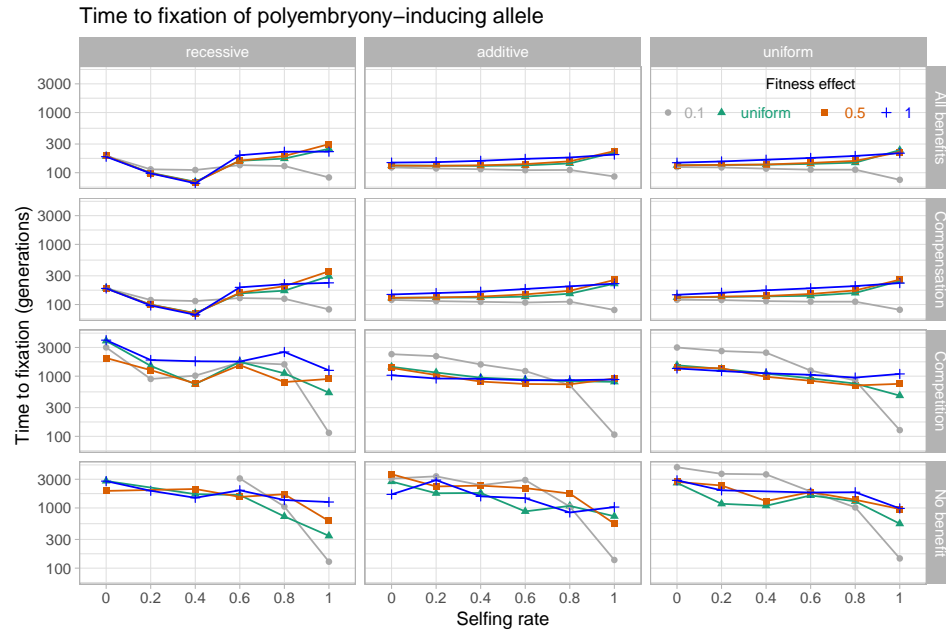 Time to fixation of polyembryony−inducing allele
recessive additive uniform
Fitness effect
0.1 uniform 0.5 1
3000
1000
300
100
All benefits
3000
1000
300
100
Compensation
3000
1000
300
100
Competition
3000
1000
300
100
No benefit
Time to fixation (generations)
0 0.2 0.4 0.6 0.8 1 0 0.2 0.4 0.6 0.8 1 0 0.2 0.4 0.6 0.8 1
Selfing rate